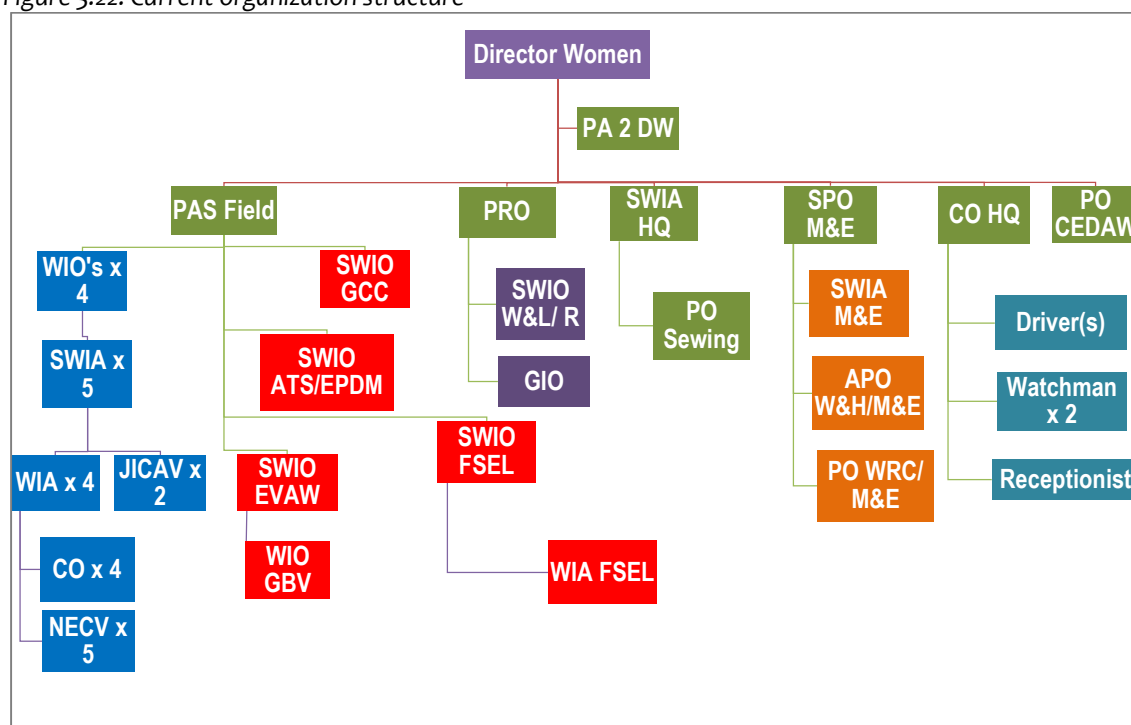 Figure 3.22: Current organization structure
Director Women
PA 2 DW
PAS Field
PRO
SWIA
HQ
SPO
M&E
CO HQ
PO
CEDAW
WIO's x
4
SWIO
GCC
SWIO
W&L/ R
SWIA
M&E
Driver(s)
PO
Sewing
SWIA x
5
SWIO
ATS/EPDM
GIO
APO
W&H/M&E
Watchman
x 2
WIA x 4
JICAV x
2
SWIO
EVAW
SWIO
FSEL
PO WRC/
M&E
Receptionist
CO x 4
WIO
GBV
WIA FSEL
NECV x
5